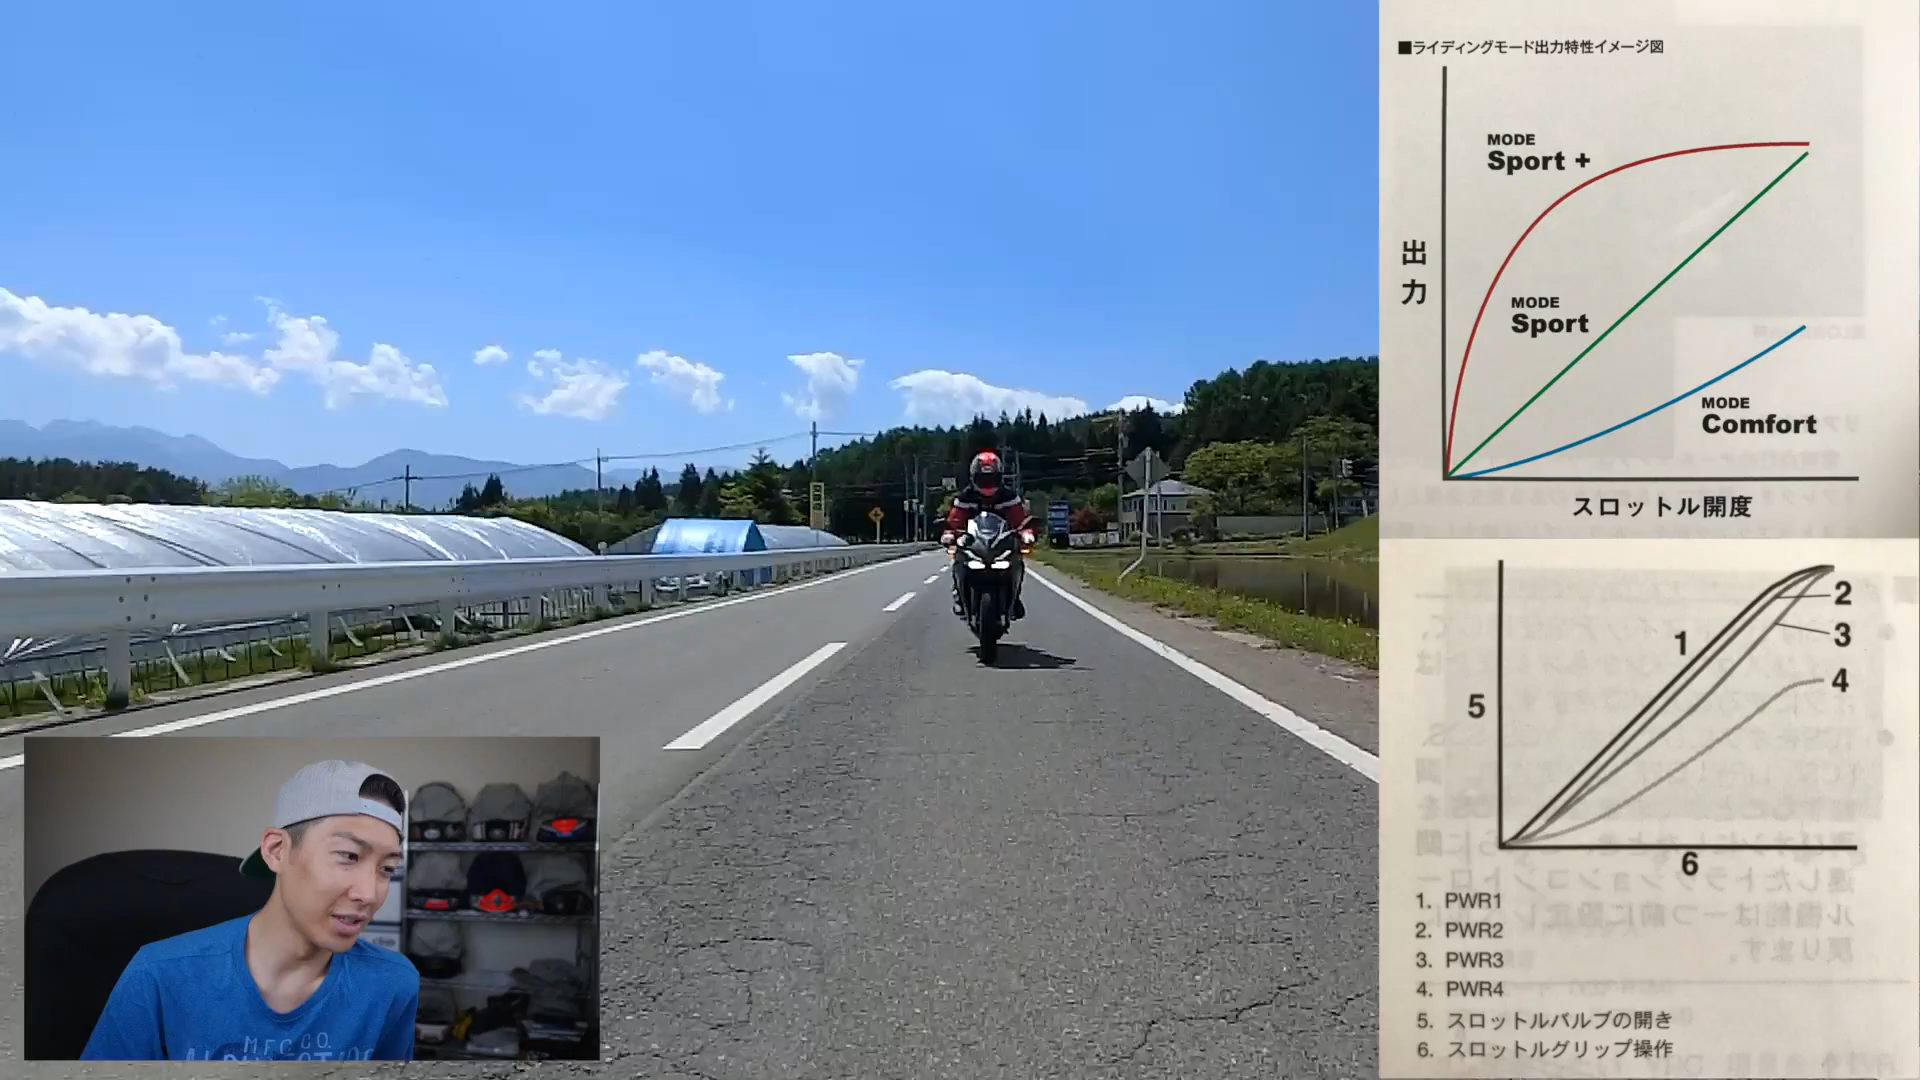 ■ライディングモード出力特性イメージ図
MODE
Sport +
出力
MODE
Sport
MODE
Comfort
スロットル開度
1
2
3
4
5
6
1. PWR1
2. PWR2
3. PWR3
4. PWR4
5. スロットルバルブの開き
6. スロットルグリップ操作
MFG CO.